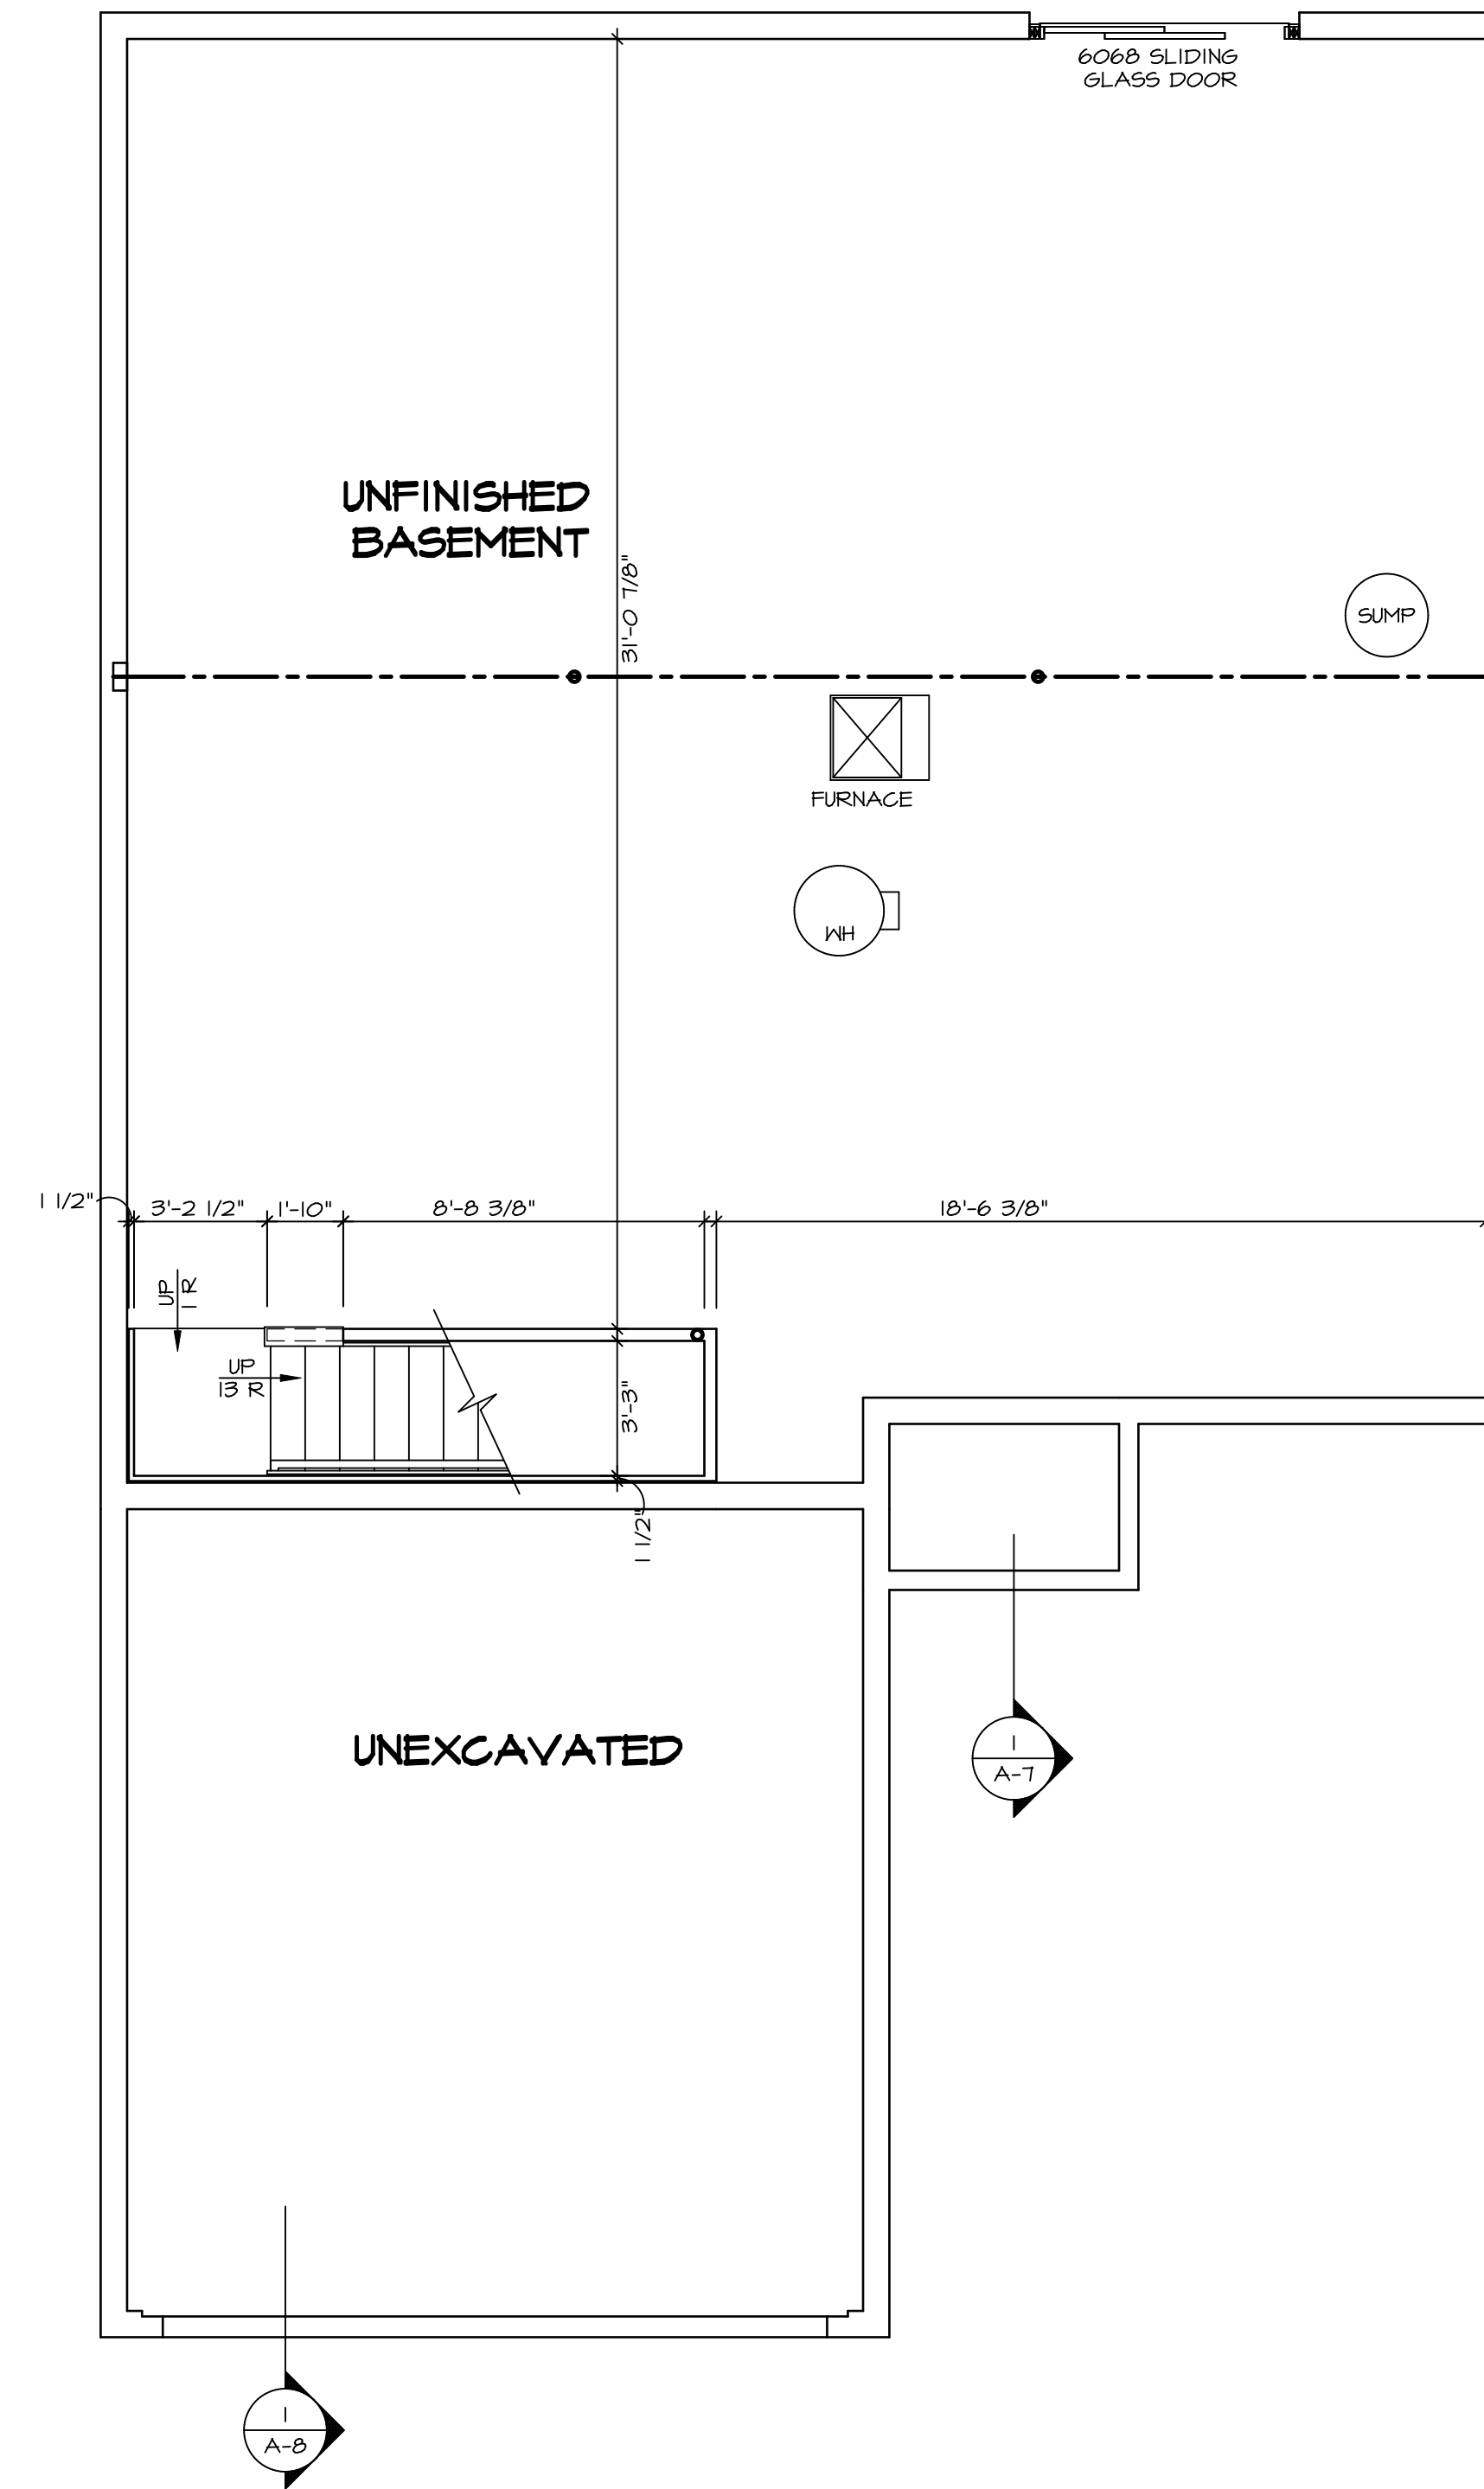 6068 SLIDING
GLASS DOOR
UNFINISHED
BASEMENT
31'-0 7/8"
SUMP
FURNACE
WH
1 1/2"
3'-2 1/2"
1'-10"
8'-8 3/8"
18'-6 3/8"
UP
1 R
UP
13 R
3'-3"
1 1/2"
UNEXCAVATED
1
A-7
1
A-8